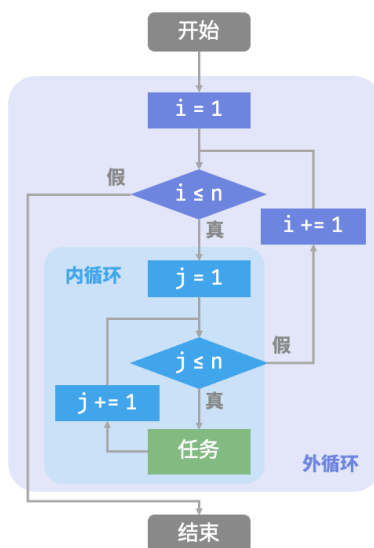 开始
i = 1
假
i ≤ n
i += 1
真
内循环
j = 1
假
j ≤ n
j += 1
真
任务
外循环
结束